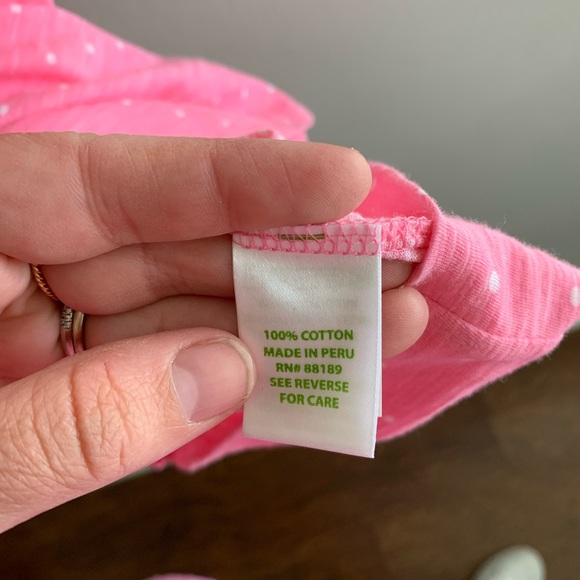 100% COTTON
MADE IN PERU
RN# 88189
SEE REVERSE
FOR CARE